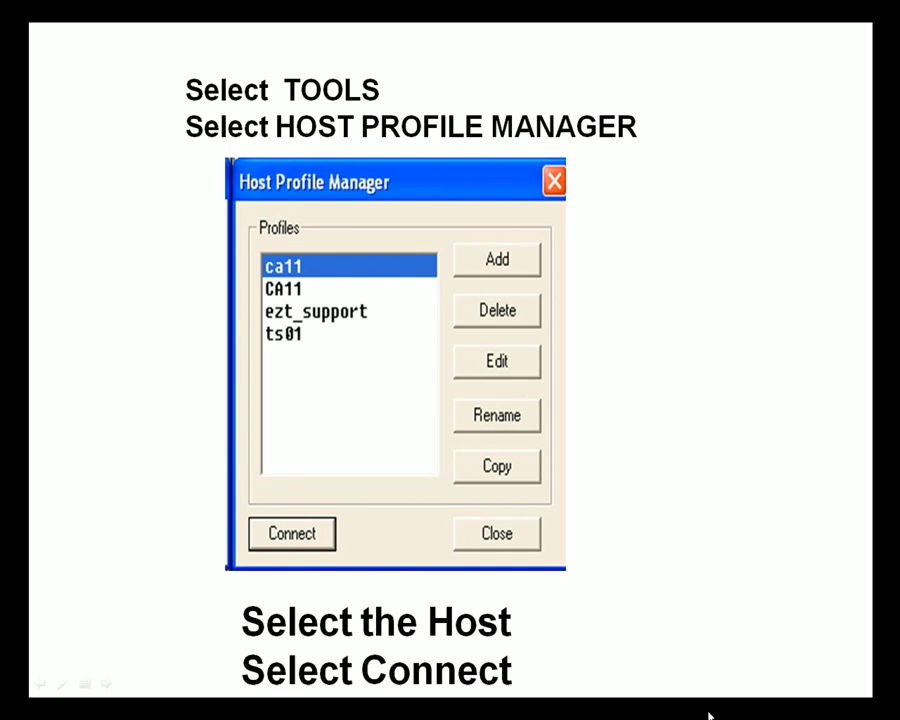 Select TOOLS
Select HOST PROFILE MANAGER
Host Profile Manager
Profiles
ca11
CA11
ezt_support
ts01
Add
Delete
Edit
Rename
Copy
Connect
Close
Select the Host
Select Connect